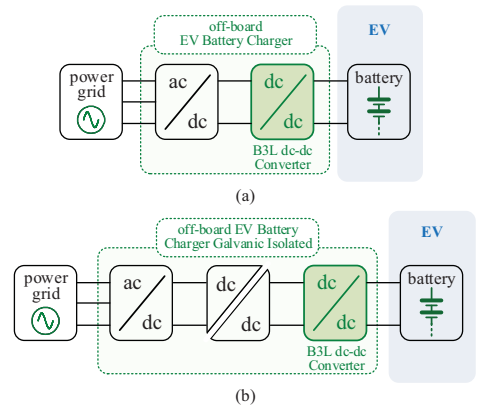 off-board
EV Battery Charger
EV
power
grid
ac
dc
dc
dc
battery
B3L dc-dc
Converter
(a)
off-board EV Battery
Charger Galvanic Isolated
EV
power
grid
ac
dc
dc
dc
dc
dc
battery
B3L dc-dc
Converter
(b)